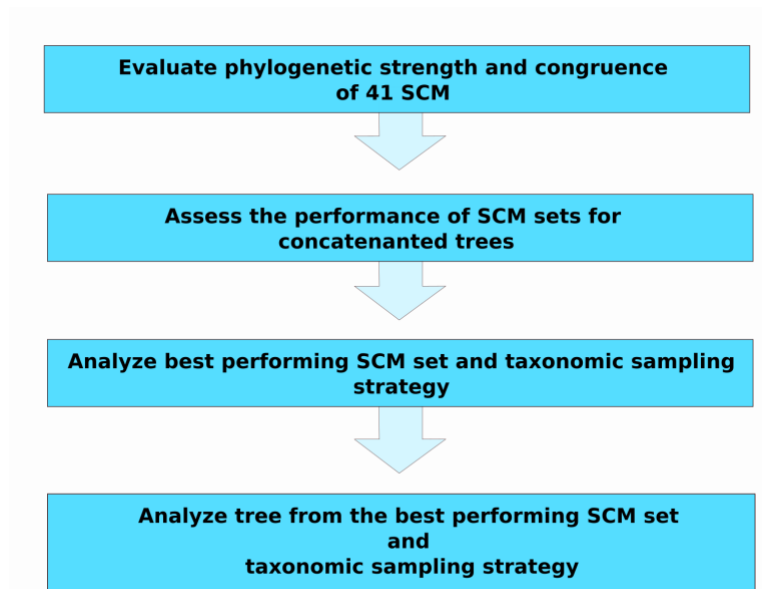 Evaluate phylogenetic strength and congruence
of 41 SCM
Assess the performance of SCM sets for
concatenanted trees
Analyze best performing SCM set and taxonomic sampling
strategy
Analyze tree from the best performing SCM set
and
taxonomic sampling strategy